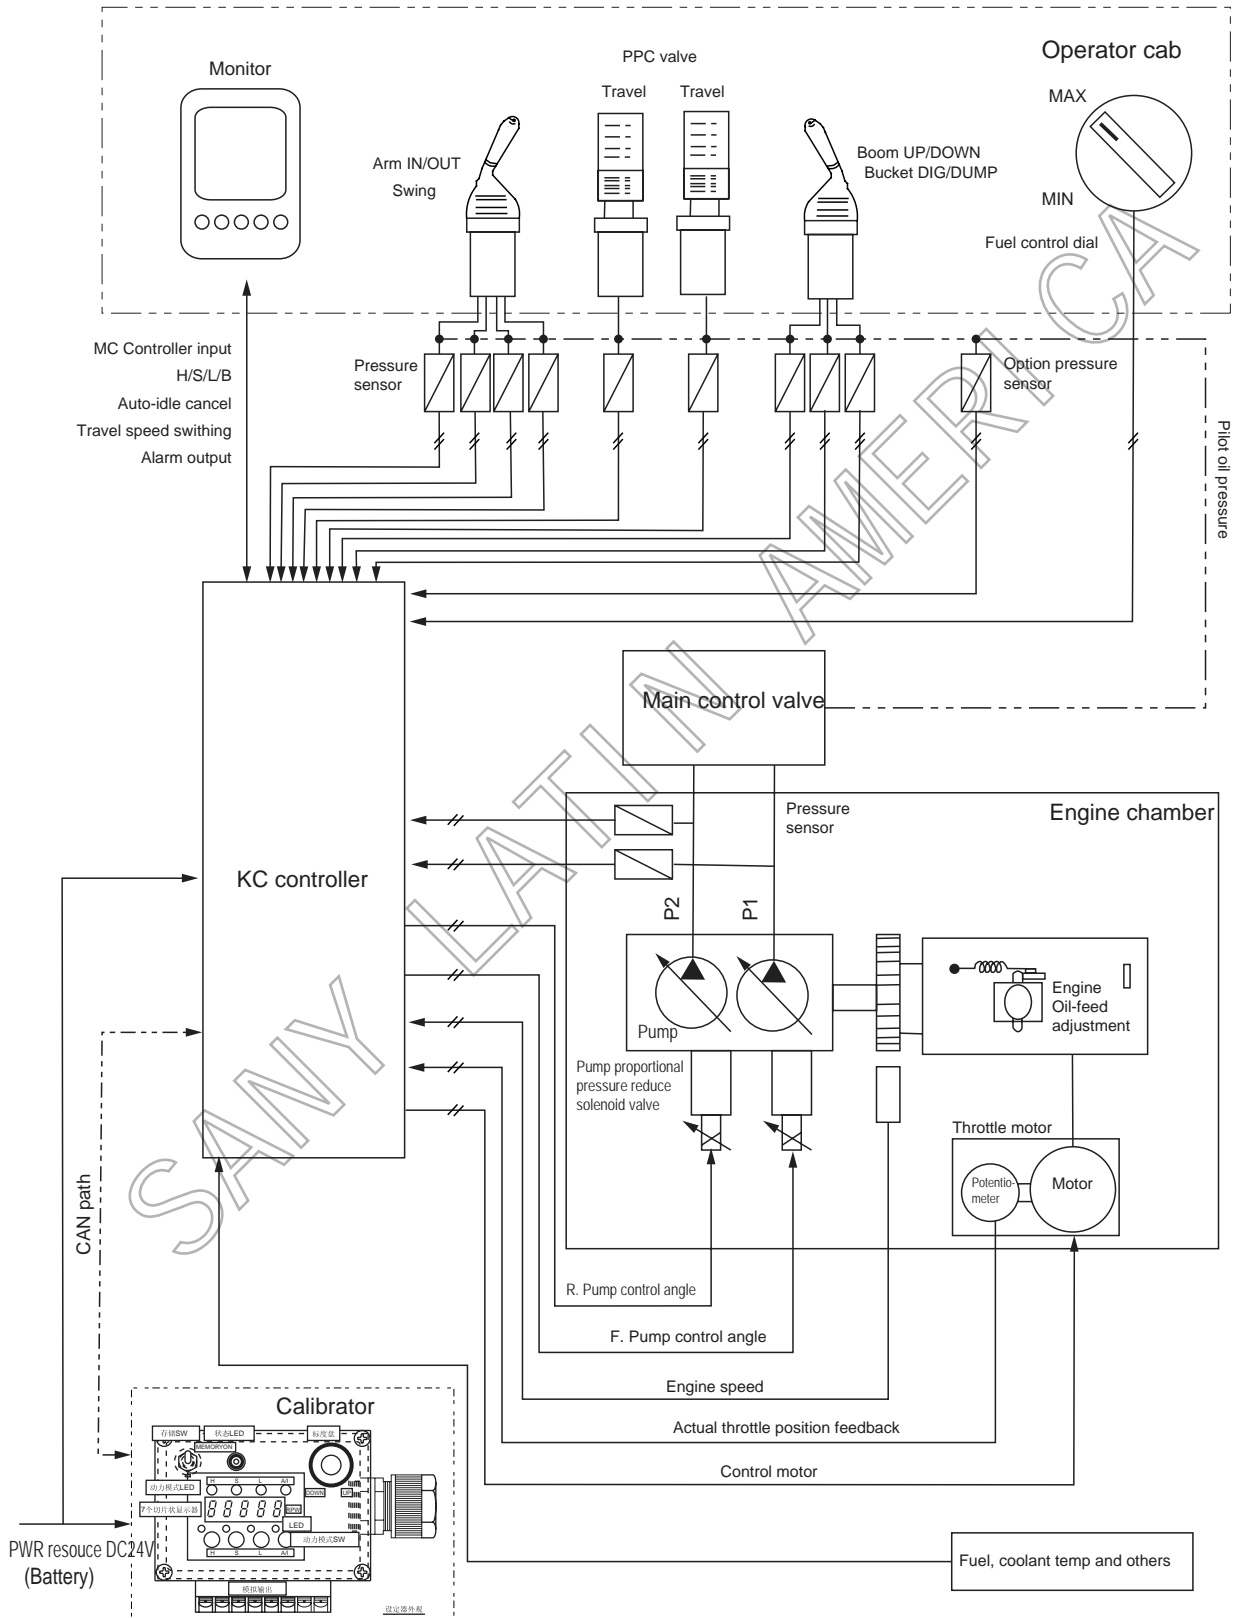 Operator cab
Monitor
PPC valve
Travel
Travel
MAX
MIN
Arm IN/OUT
Swing
Boom UP/DOWN
Bucket DIG/DUMP
Fuel control dial
MC Controller input
H/S/L/B
Auto-idle cancel
Travel speed swithing
Alarm output
Pressure
sensor
Option pressure
sensor
Pilot oil pressure
Main control valve
Engine chamber
Pressure
sensor
KC controller
P2
P1
Pump
Engine
Oil-feed
adjustment
Pump proportional
pressure reduce
solenoid valve
Throttle motor
Potentio-
meter
Motor
CAN path
R. Pump control angle
F. Pump control angle
Engine speed
Actual throttle position feedback
Control motor
Fuel, coolant temp and others
Calibrator
存储SW
状态LED
标度盘
MEMORYON
动力模式LED
H S L A/I
DOWN
UP
7个切片状显示器
88888
RPW
LED
动力模式SW
H S L A/I
模拟输出
设定器外观
PWR resouce DC24V
(Battery)
SANY LATIN AMERICA